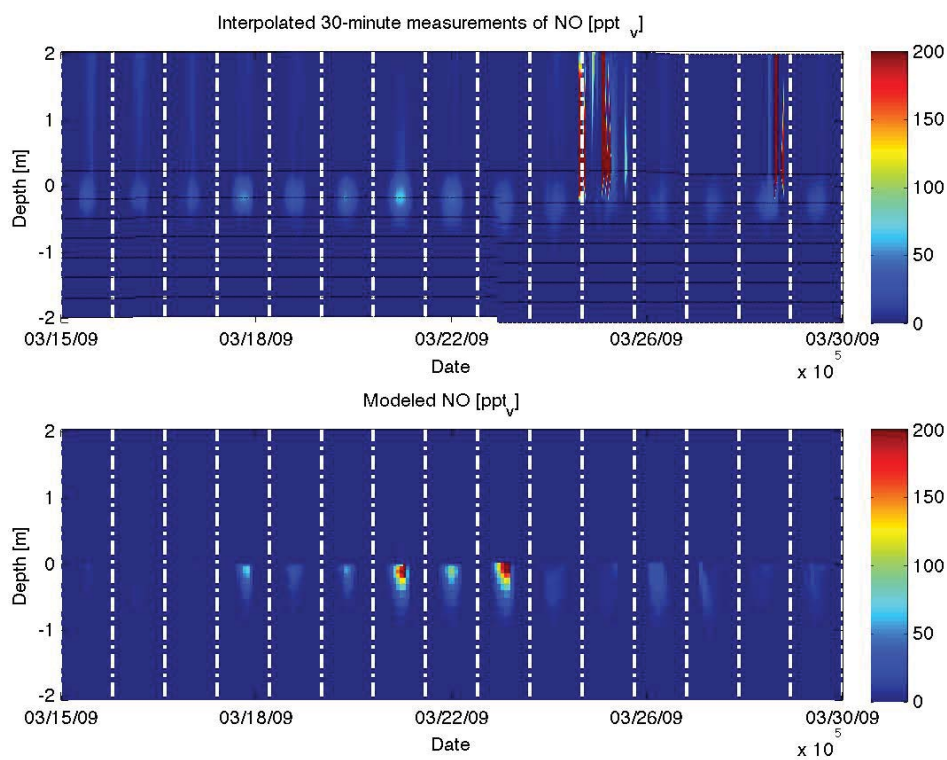 Interpolated 30-minute measurements of NO [ppt v]
2
1
0
-1
-2
Depth [m]
03/15/09 03/18/09 03/22/09 03/26/09 03/30/09
Date
x 10 5
200
150
100
50
0
Modeled NO [pptv]
2
1
0
-1
-2
Depth [m]
03/15/09 03/18/09 03/22/09 03/26/09 03/30/09
Date
x 10 5
200
150
100
50
0